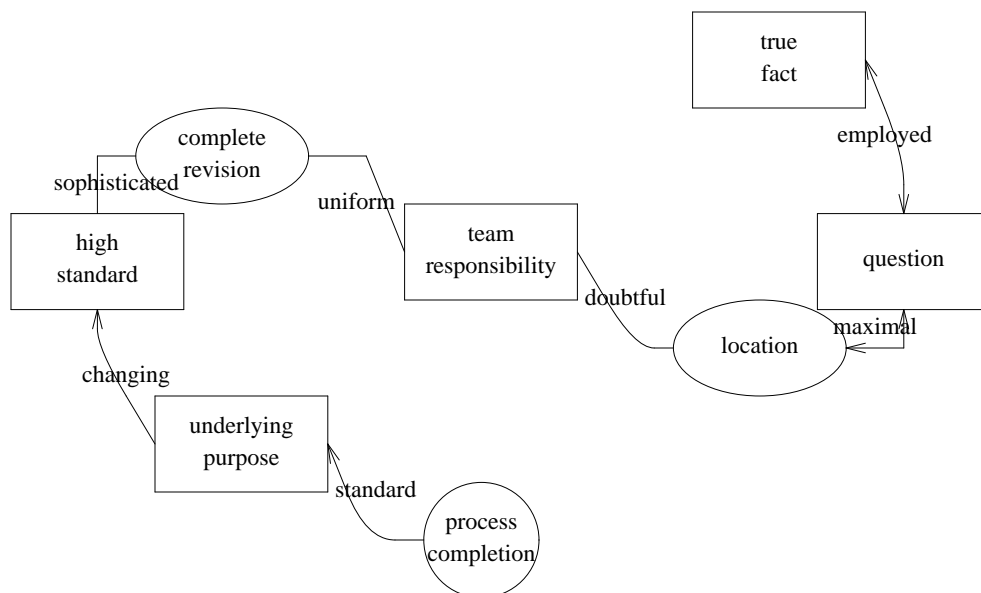 true
fact
employed
complete
revision
sophisticated
uniform
high
standard
team
responsibility
question
doubtful
maximal
location
changing
underlying
purpose
standard
process
completion